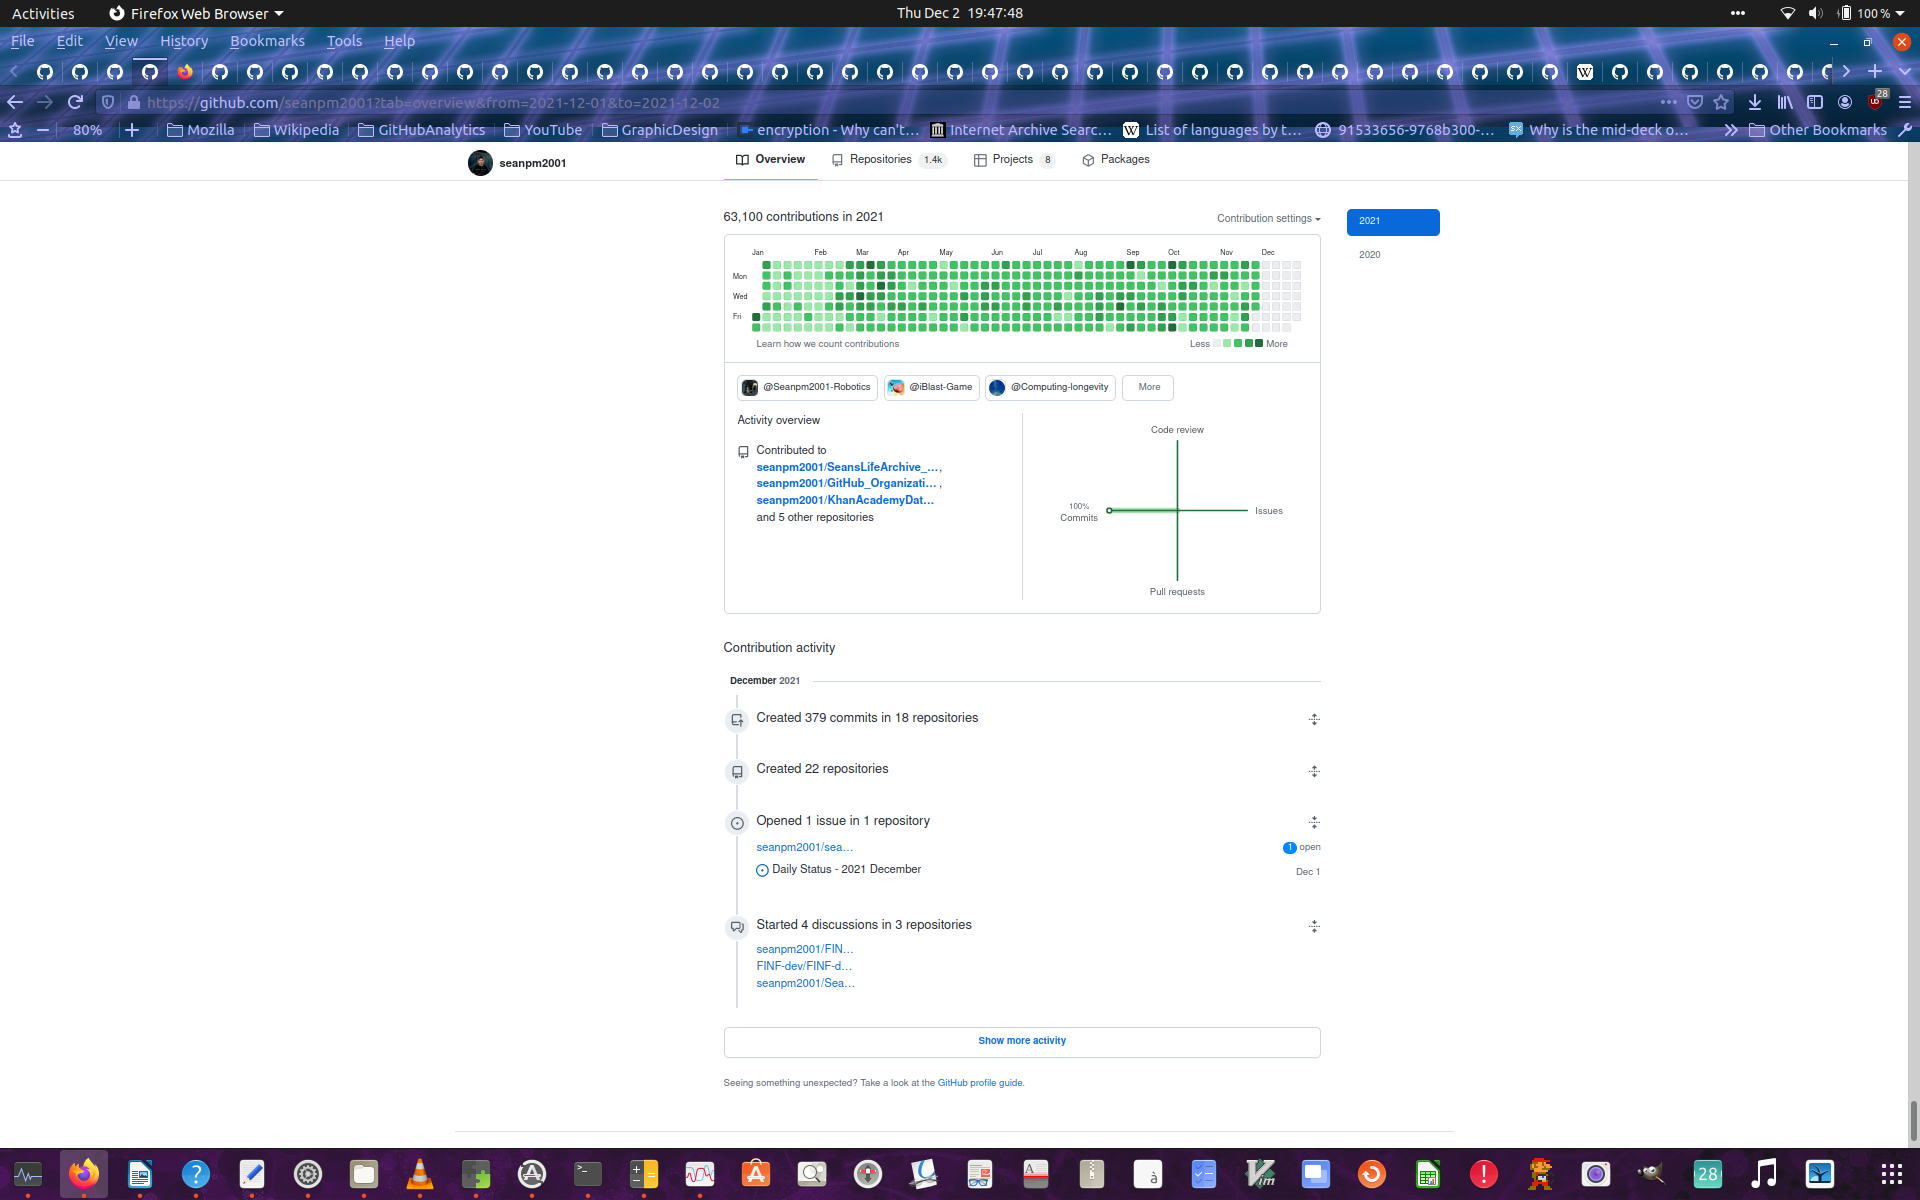 Activities
Firefox Web Browser
Thu Dec 2 19:47:48
100 %
File Edit View History Bookmarks Tools Help
https://github.com/seanpm2001?tab=overview&from=2021-12-01&to=2021-12-02
28
80%
Mozilla
Wikipedia
GitHubAnalytics
YouTube
GraphicDesign
encryption - Why can't…
Internet Archive Searc…
List of languages by t…
91533656-9768b300-…
Why is the mid-deck o…
Other Bookmarks
seanpm2001
Overview
Repositories 1.4k
Projects 8
Packages
63,100 contributions in 2021
Contribution settings
2021
2020
Jan Feb Mar Apr May Jun Jul Aug Sep Oct Nov Dec
Mon
Wed
Fri
Learn how we count contributions
Less
More
@Seanpm2001-Robotics
@iBlast-Game
@Computing-longevity
More
Activity overview
Contributed to
seanpm2001/SeansLifeArchive_…,
seanpm2001/GitHub_Organizati… ,
seanpm2001/KhanAcademyDat…
and 5 other repositories
Code review
100%
Commits
Issues
Pull requests
Contribution activity
December 2021
Created 379 commits in 18 repositories
Created 22 repositories
Opened 1 issue in 1 repository
seanpm2001/sea…
1 open
Daily Status - 2021 December
Dec 1
Started 4 discussions in 3 repositories
seanpm2001/FIN…
FINF-dev/FINF-d…
seanpm2001/Sea…
Show more activity
Seeing something unexpected? Take a look at the GitHub profile guide.
28